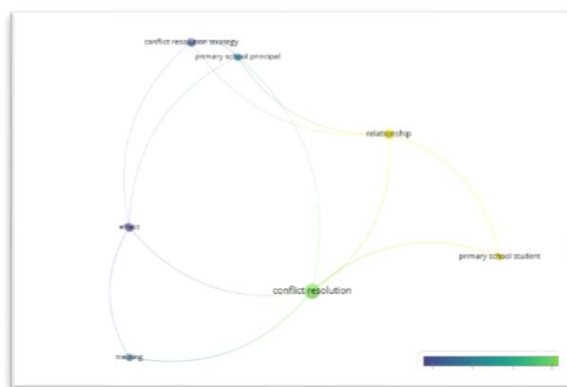 conflict resolution strategy
primary school principal
relationship
effect
primary school student
conflict resolution
training